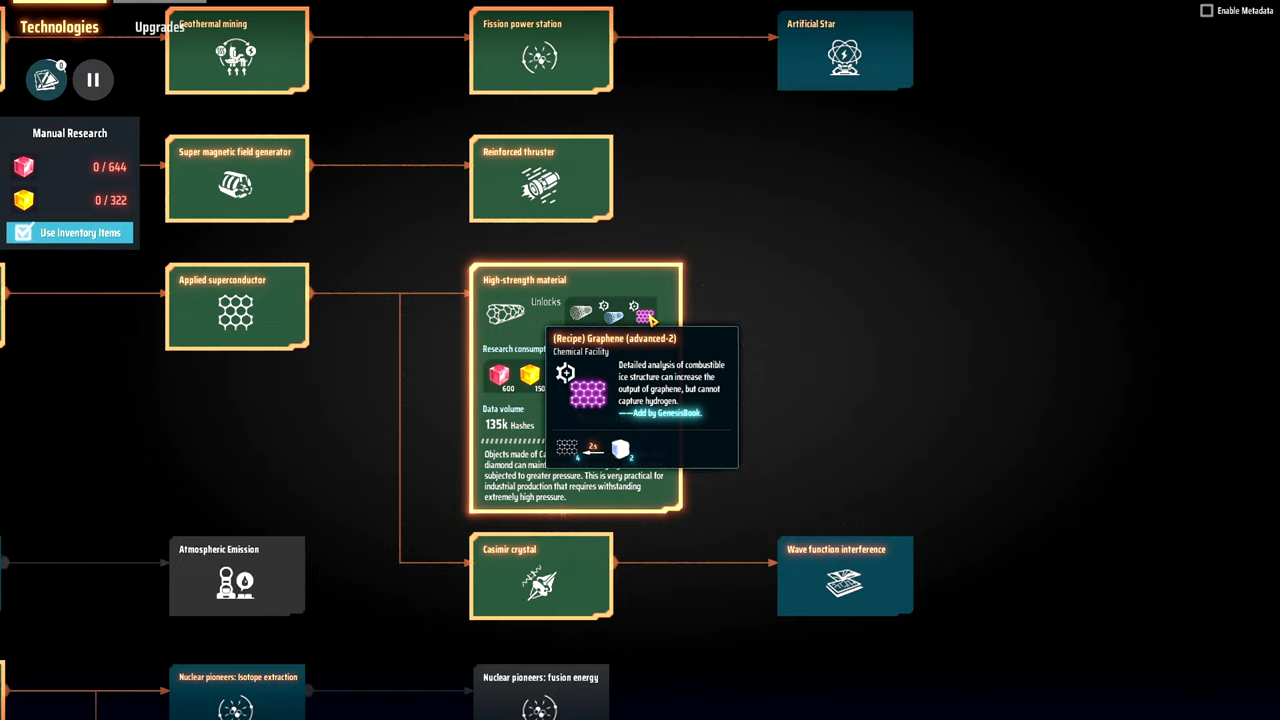 Technologies
Upgrades
Enable Metadata
0
Manual Research
0 / 644
0 / 322
Use Inventory Items
Geothermal mining
Fission power station
Artificial Star
Super magnetic field generator
Reinforced thruster
Applied superconductor
High-strength material
Unlocks
Research consumpt
600
150
Data volume
135k Hashes
Objects made of Ca
diamond can maint
subjected to greater pressure. This is very practical for
industrial production that requires withstanding
extremely high pressure.
(Recipe) Graphene (advanced-2)
Chemical Facility
Detailed analysis of combustible
ice structure can increase the
output of graphene, but cannot
capture hydrogen.
——Add by GenesisBook.
4
2s
2
Atmospheric Emission
Casimir crystal
Wave function interference
Nuclear pioneers: Isotope extraction
Nuclear pioneers: fusion energy